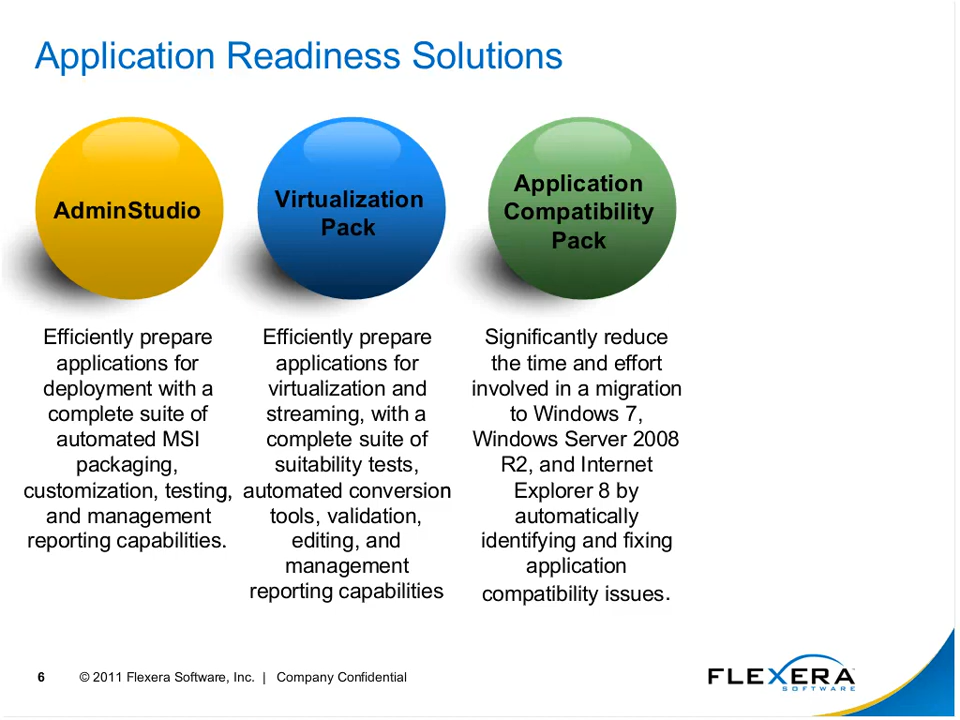 Application Readiness Solutions
AdminStudio
Virtualization
Pack
Application
Compatibility
Pack
Efficiently prepare
applications for
deployment with a
complete suite of
automated MSI
packaging,
customization, testing,
and management
reporting capabilities.
Efficiently prepare
applications for
virtualization and
streaming, with a
complete suite of
suitability tests,
automated conversion
tools, validation,
editing, and
management
reporting capabilities
Significantly reduce
the time and effort
involved in a migration
to Windows 7,
Windows Server 2008
R2, and Internet
Explorer 8 by
automatically
identifying and fixing
application
compatibility issues.
6 © 2011 Flexera Software, Inc. | Company Confidential
FLEXERA
SOFTWARE